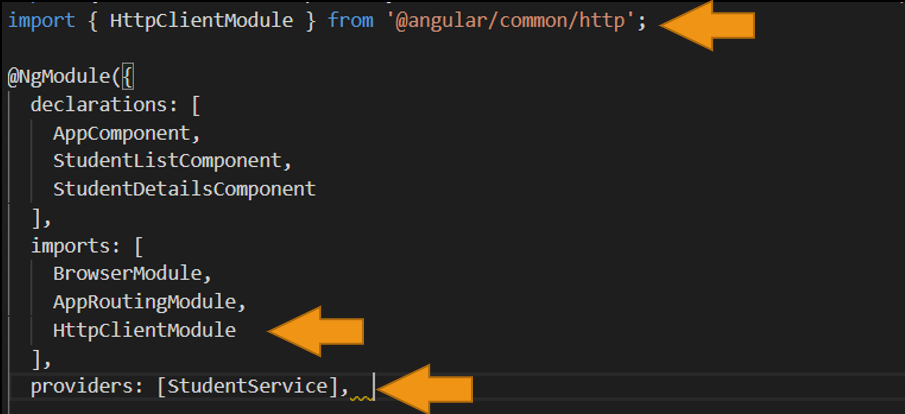 import { HttpClientModule } from '@angular/common/http';
@NgModule({
  declarations: [
    AppComponent,
    StudentListComponent,
    StudentDetailsComponent
  ],
  imports: [
    BrowserModule,
    AppRoutingModule,
    HttpClientModule
  ],
  providers: [StudentService],